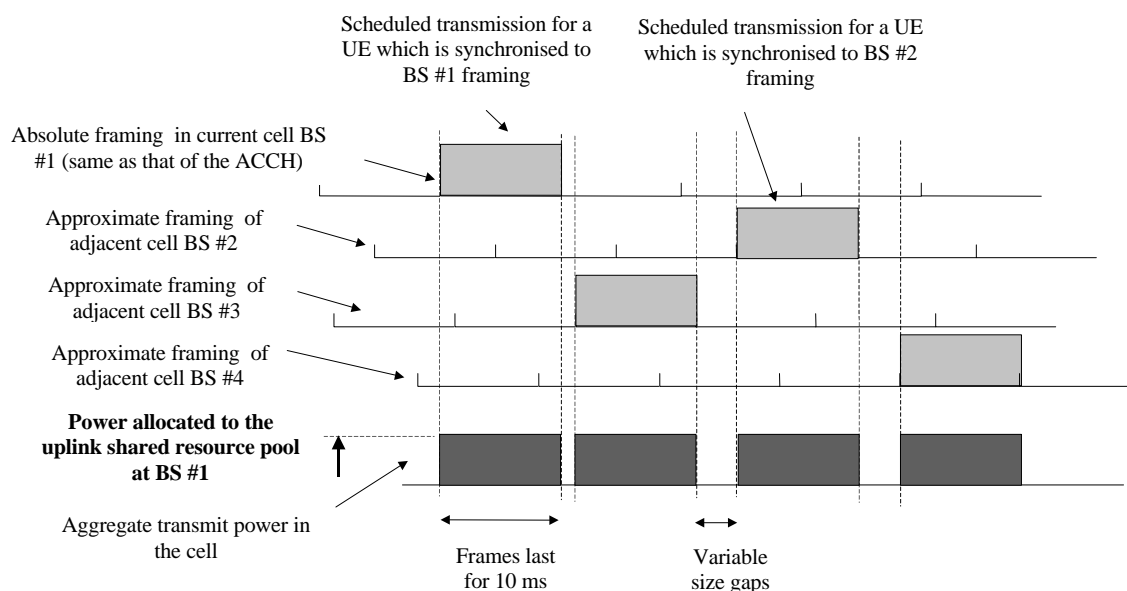 Scheduled transmission for a
UE which is synchronised to
BS #1 framing
Scheduled transmission for a
UE which is synchronised to BS #2
framing
Absolute framing in current cell BS
#1 (same as that of the ACCH)
Approximate framing of
adjacent cell BS #2
Approximate framing of
adjacent cell BS #3
Approximate framing of
adjacent cell BS #4
Power allocated to the
uplink shared resource pool
at BS #1
Aggregate transmit power in
the cell
Frames last
for 10 ms
Variable
size gaps